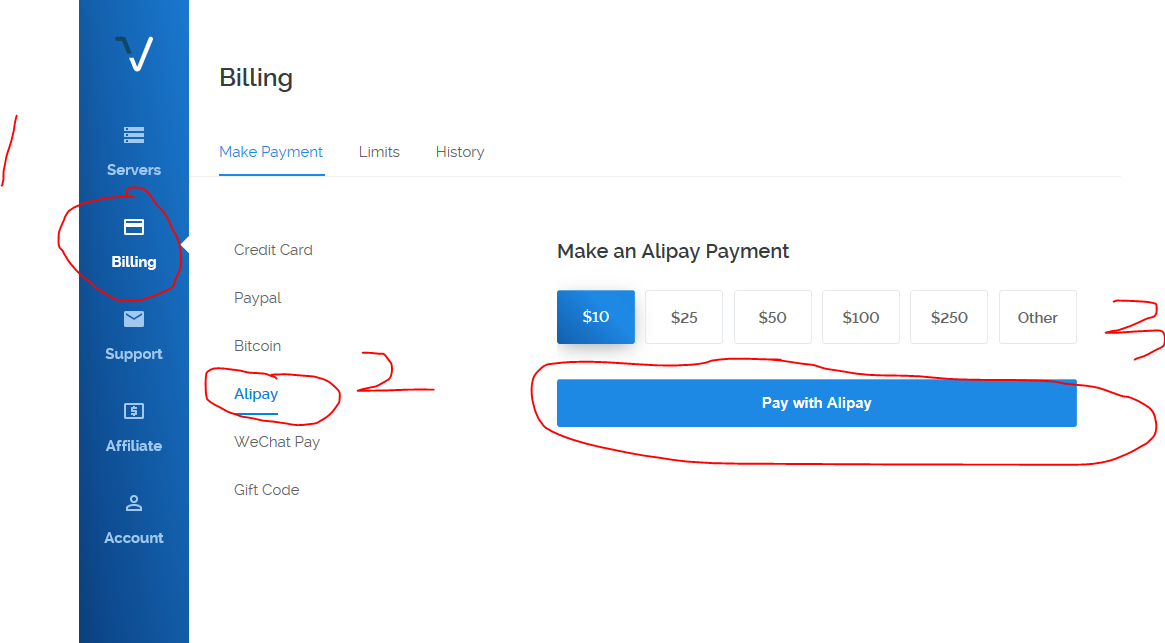 Billing
Make Payment
Limits
History
1
Servers
Billing
Support
Affiliate
Account
Credit Card
Paypal
Bitcoin
Alipay
2
WeChat Pay
Gift Code
Make an Alipay Payment
$10
$25
$50
$100
$250
Other
3
Pay with Alipay